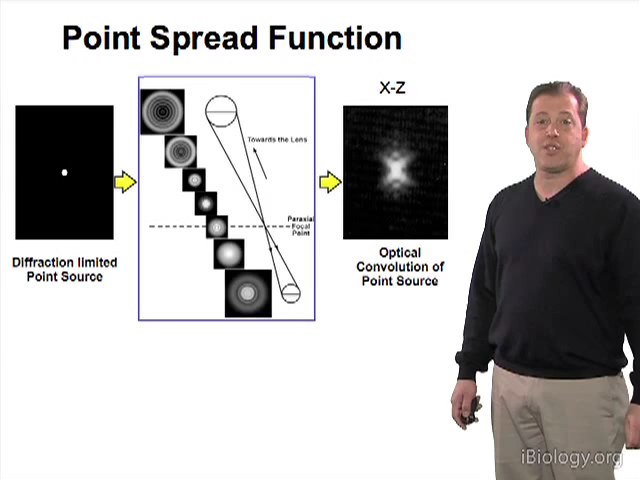 Point Spread Function
X-Z
Towards the Lens
Paraxial
Focal
Point
Diffraction limited
Point Source
Optical
Convolution of
Point Source
iBiology.org